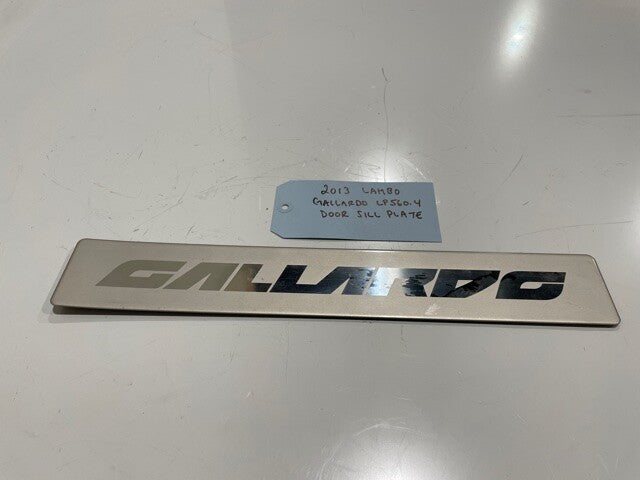 2013 LAMBO
GALLARDO LP560.4
DOOR SILL PLATE
GALLARDO